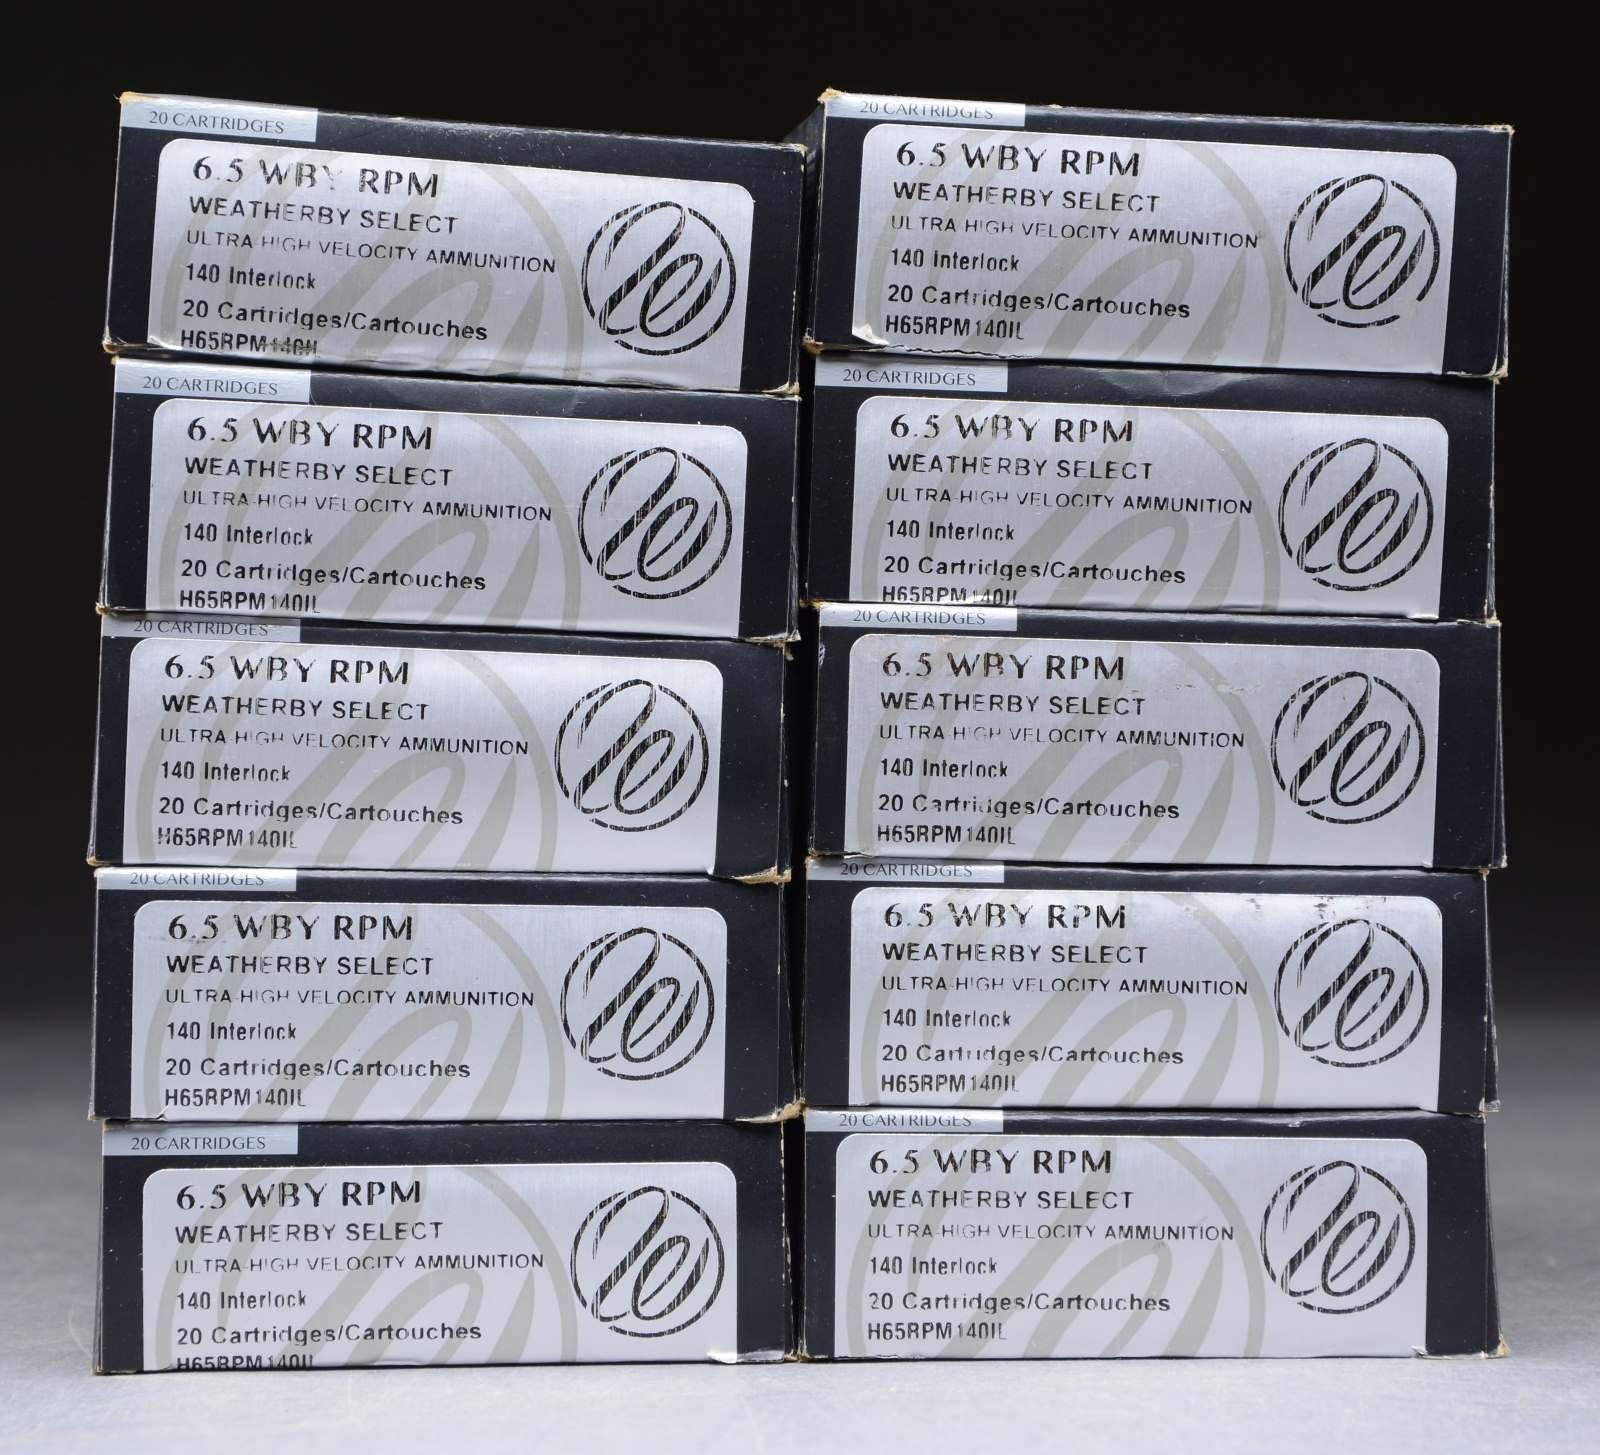 20 CARTRIDGES
6.5 WBY RPM
WEATHERBY SELECT
ULTRA-HIGH VELOCITY AMMUNITION
140 Interlock
20 Cartridges/Cartouches
H65RPM140IL
20 CARTRIDGES
6.5 WBY RPM
WEATHERBY SELECT
ULTRA-HIGH VELOCITY AMMUNITION
140 Interlock
20 Cartridges/Cartouches
H65RPM140IL
20 CARTRIDGES
6.5 WBY RPM
WEATHERBY SELECT
ULTRA-HIGH VELOCITY AMMUNITION
140 Interlock
20 Cartridges/Cartouches
H65RPM140IL
20 CARTRIDGES
6.5 WBY RPM
WEATHERBY SELECT
ULTRA-HIGH VELOCITY AMMUNITION
140 Interlock
20 Cartridges/Cartouches
H65RPM140IL
20 CARTRIDGES
6.5 WBY RPM
WEATHERBY SELECT
ULTRA-HIGH VELOCITY AMMUNITION
140 Interlock
20 Cartridges/Cartouches
H65RPM140IL
20 CARTRIDGES
6.5 WBY RPM
WEATHERBY SELECT
ULTRA-HIGH VELOCITY AMMUNITION
140 Interlock
20 Cartridges/Cartouches
H65RPM140IL
20 CARTRIDGES
6.5 WBY RPM
WEATHERBY SELECT
ULTRA-HIGH VELOCITY AMMUNITION
140 Interlock
20 Cartridges/Cartouches
H65RPM140IL
20 CARTRIDGES
6.5 WBY RPM
WEATHERBY SELECT
ULTRA-HIGH VELOCITY AMMUNITION
140 Interlock
20 Cartridges/Cartouches
H65RPM140IL
20 CARTRIDGES
6.5 WBY RPM
WEATHERBY SELECT
ULTRA-HIGH VELOCITY AMMUNITION
140 Interlock
20 Cartridges/Cartouches
H65RPM140IL
20 CARTRIDGES
6.5 WBY RPM
WEATHERBY SELECT
ULTRA-HIGH VELOCITY AMMUNITION
140 Interlock
20 Cartridges/Cartouches
H65RPM140IL